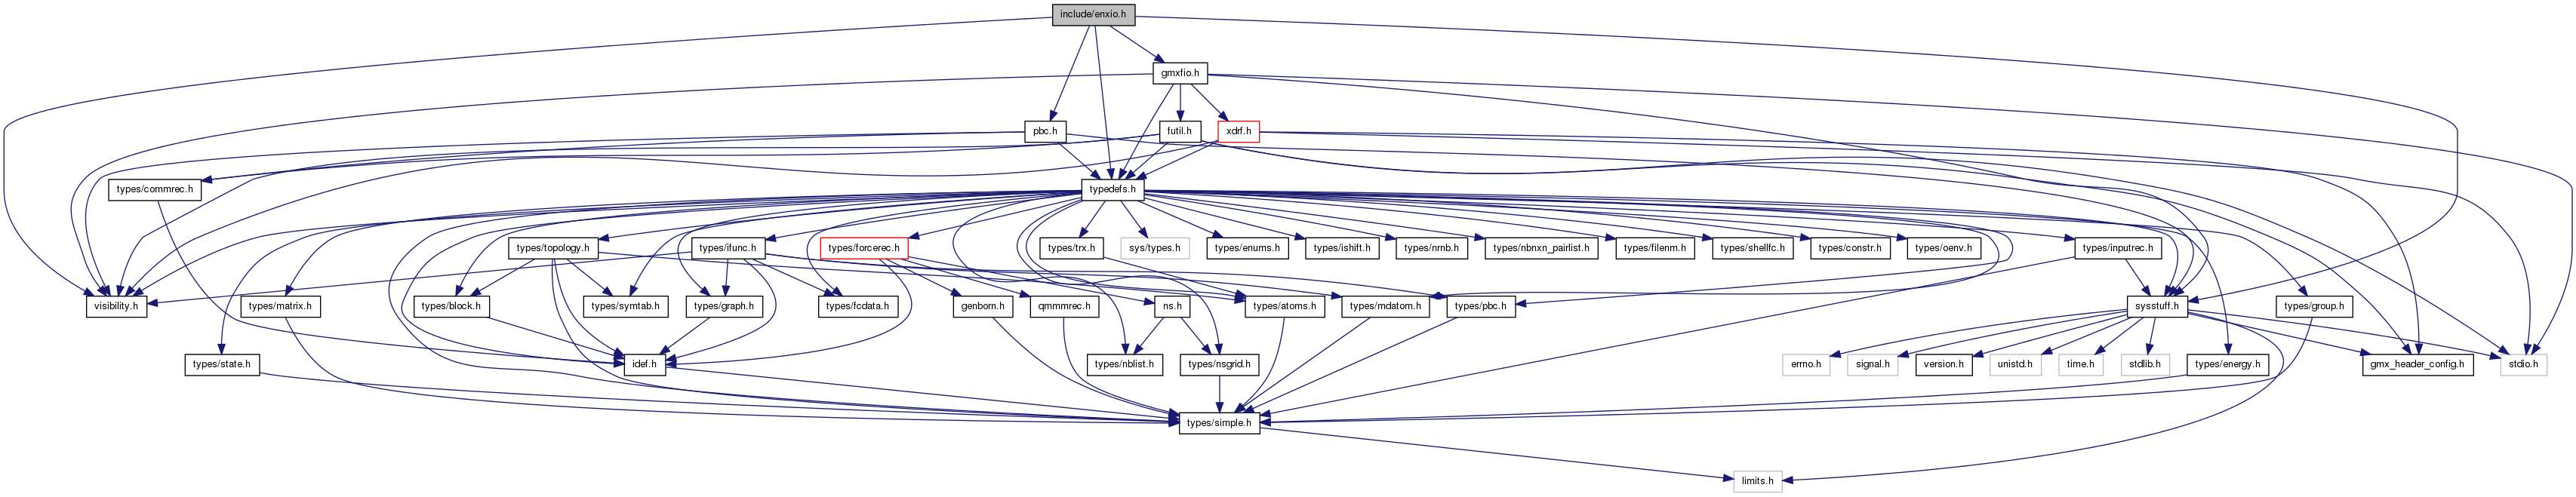 include/enxio.h
gmxfio.h
pbc.h
futil.h
xdrf.h
types/commrec.h
typedefs.h
types/topology.h
types/ifunc.h
types/forcerec.h
types/trx.h
sys/types.h
types/enums.h
types/ishift.h
types/nrnb.h
types/nbnxn_pairlist.h
types/filenm.h
types/shellfc.h
types/constr.h
types/oenv.h
types/inputrec.h
visibility.h
types/matrix.h
types/block.h
types/symtab.h
types/graph.h
types/fcdata.h
genborn.h
qmmmrec.h
ns.h
types/atoms.h
types/mdatom.h
types/pbc.h
sysstuff.h
types/group.h
types/state.h
idef.h
types/nblist.h
types/nsgrid.h
errno.h
signal.h
version.h
unistd.h
time.h
stdlib.h
types/energy.h
gmx_header_config.h
stdio.h
types/simple.h
limits.h